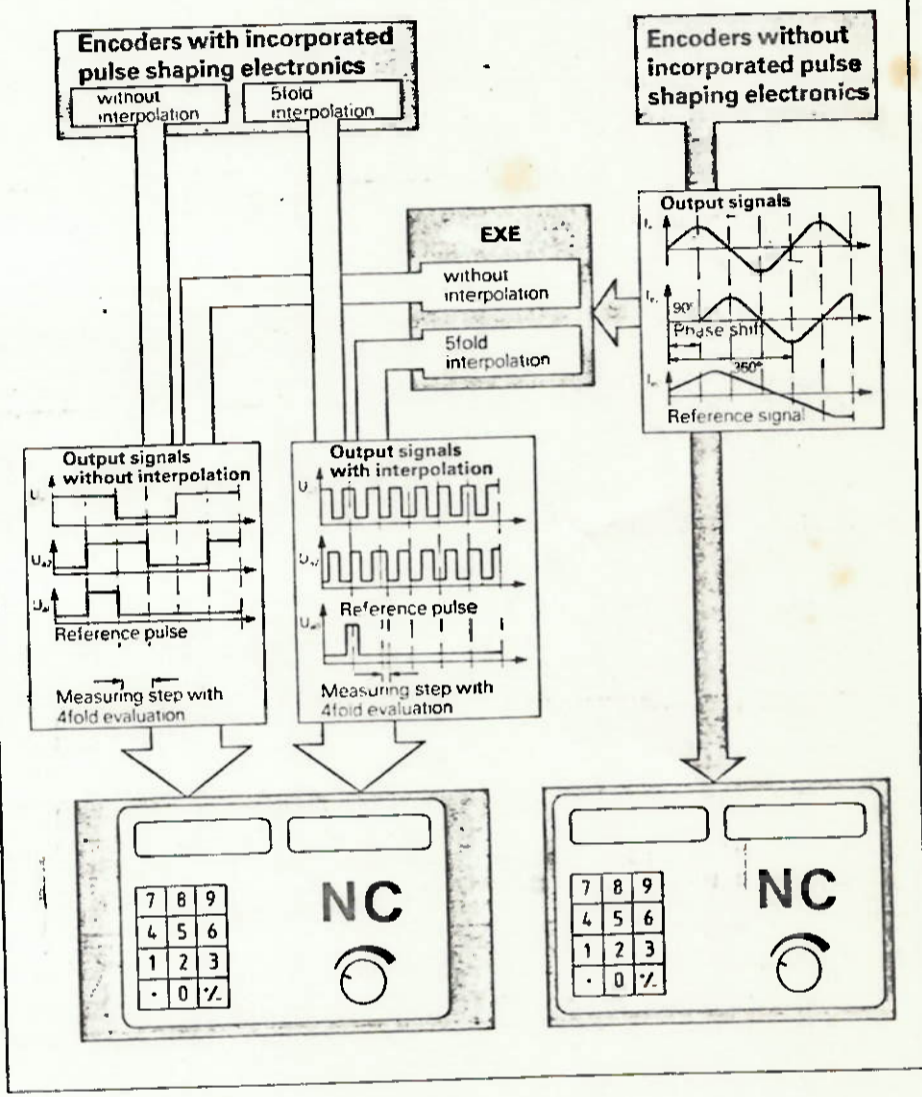 Encoders with incorporated
pulse shaping electronics
without
interpolation
5fold
interpolation
Encoders without
incorporated pulse
shaping electronics
Output signals
90°
Phase shift
360°
Reference signal
EXE
without
interpolation
5fold
interpolation
Output signals
without interpolation
Reference pulse
Measuring step with
4fold evaluation
Output signals
with interpolation
Reference pulse
Measuring step with
4fold evaluation
NC
7 8 9
4 5 6
1 2 3
· 0 ⁺/₋
NC
7 8 9
4 5 6
1 2 3
· 0 ⁺/₋